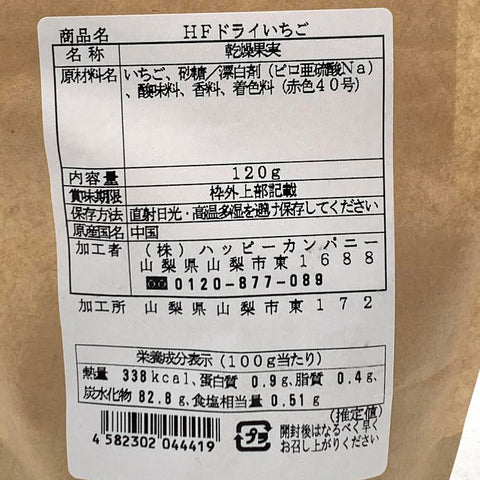 商品名 HFドライいちご
名称 乾燥果実
原材料名 いちご、砂糖／漂白剤（ピロ亜硫酸Na）
、酸味料、香料、着色料（赤色40号）
内容量 120g
賞味期限 枠外上部記載
保存方法 直射日光・高温多湿を避け保存してください
原産国名 中国
加工者 （株）ハッピーカンパニー
山梨県山梨市東1688
0120-877-089
加工所 山梨県山梨市東172
栄養成分表示（100g当たり）
熱量 338kcal、蛋白質 0.9g、脂質 0.4g、
炭水化物 82.8g、食塩相当量 0.51g
（推定値）
4 582302 044419
プラ
開封後はなるべく早く
お召し上がりください